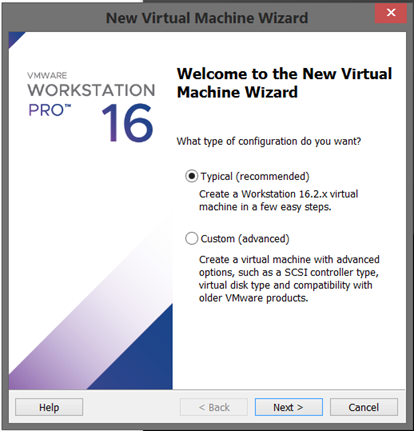 New Virtual Machine Wizard
VMWARE
WORKSTATION
PRO™
16
Welcome to the New Virtual
Machine Wizard
What type of configuration do you want?
Typical (recommended)
Create a Workstation 16.2.x virtual
machine in a few easy steps.
Custom (advanced)
Create a virtual machine with advanced
options, such as a SCSI controller type,
virtual disk type and compatibility with
older VMware products.
Help
< Back
Next >
Cancel